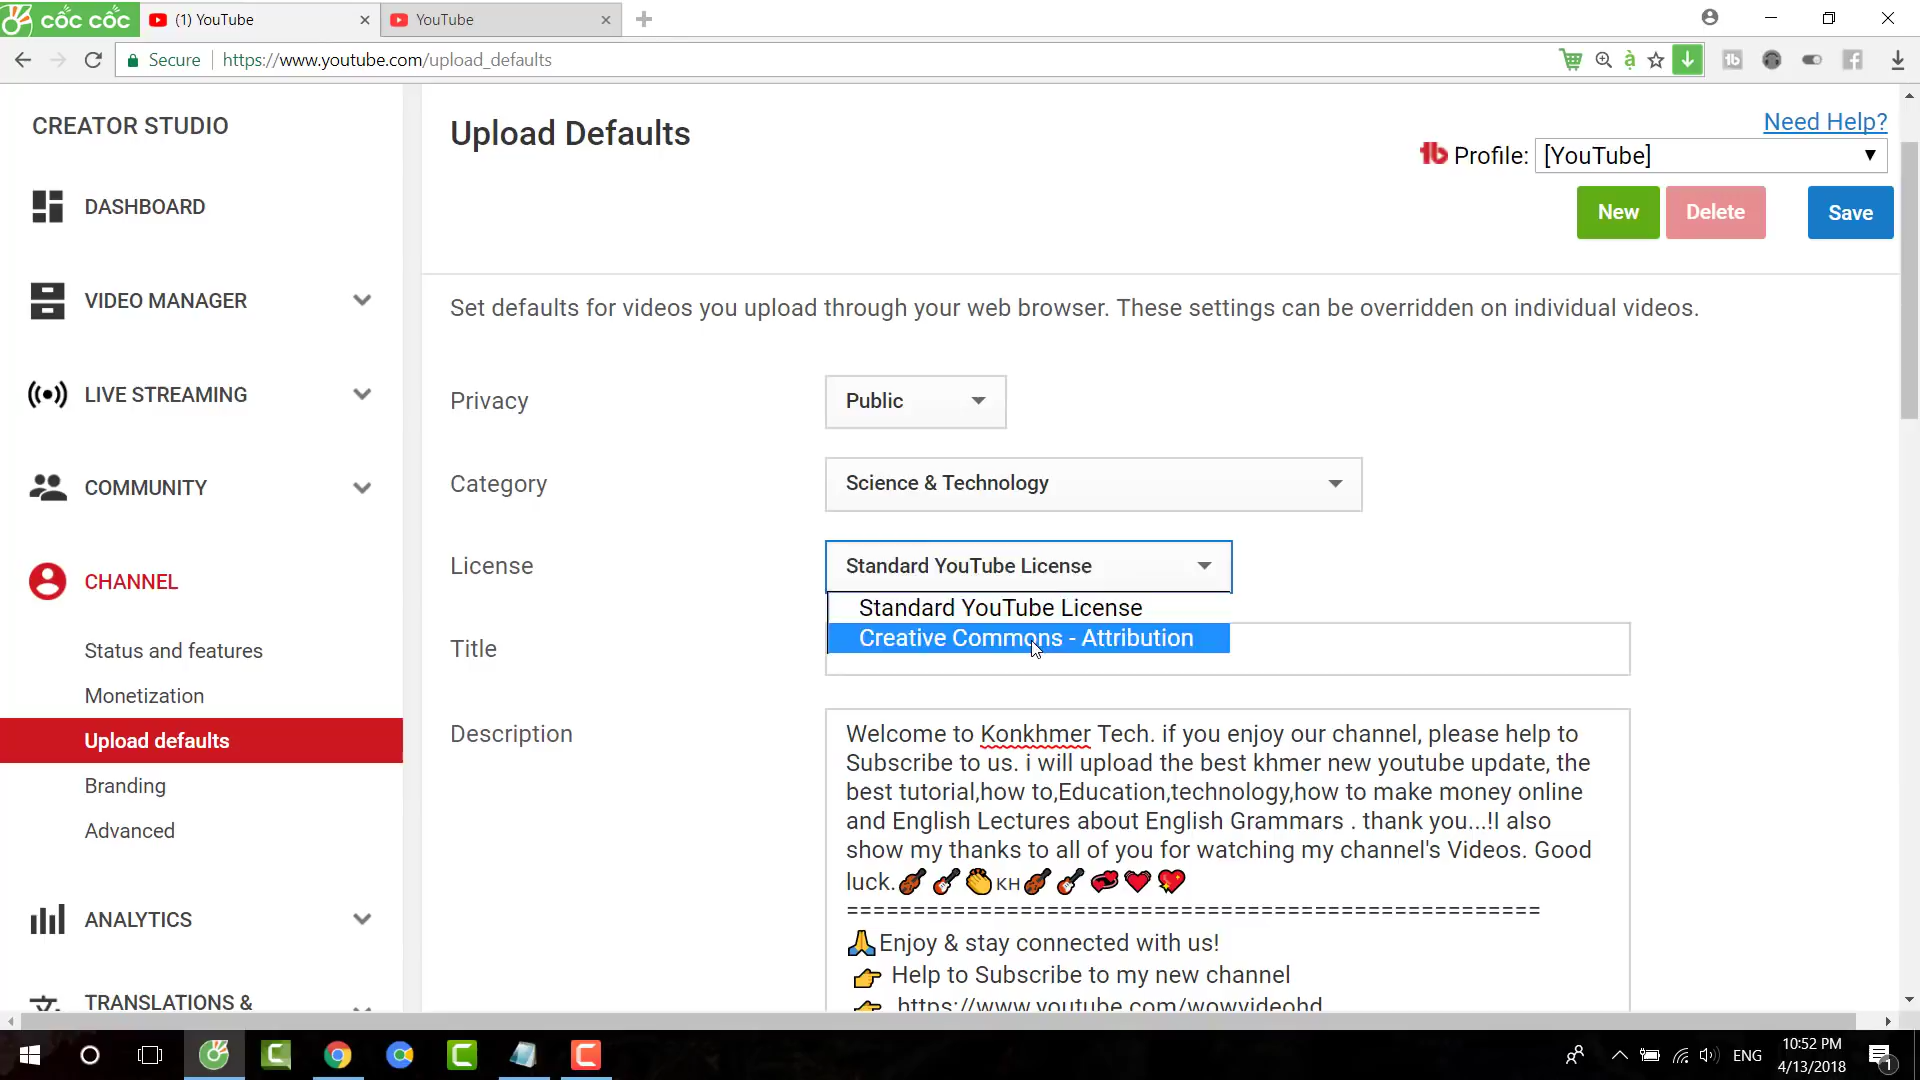 cốc cốc
(1) YouTube
YouTube
Secure
https://www.youtube.com/upload_defaults
CREATOR STUDIO
DASHBOARD
VIDEO MANAGER
LIVE STREAMING
COMMUNITY
CHANNEL
Status and features
Monetization
Upload defaults
Branding
Advanced
ANALYTICS
TRANSLATIONS &
Upload Defaults
Need Help?
Profile: [YouTube]
New
Delete
Save
Set defaults for videos you upload through your web browser. These settings can be overridden on individual videos.
Privacy
Public
Category
Science & Technology
License
Standard YouTube License
Standard YouTube License
Creative Commons - Attribution
Title
Description
Welcome to Konkhmer Tech. if you enjoy our channel, please help to
Subscribe to us. i will upload the best khmer new youtube update, the
best tutorial,how to,Education,technology,how to make money online
and English Lectures about English Grammars . thank you...!I also
show my thanks to all of you for watching my channel's Videos. Good
luck.🎻🎸👏KH🎻🎸💞💓💖
====================================================
🙏Enjoy & stay connected with us!
👉 Help to Subscribe to my new channel
👉 https://www.youtube.com/wowvideohd
ENG
10:52 PM
4/13/2018
1